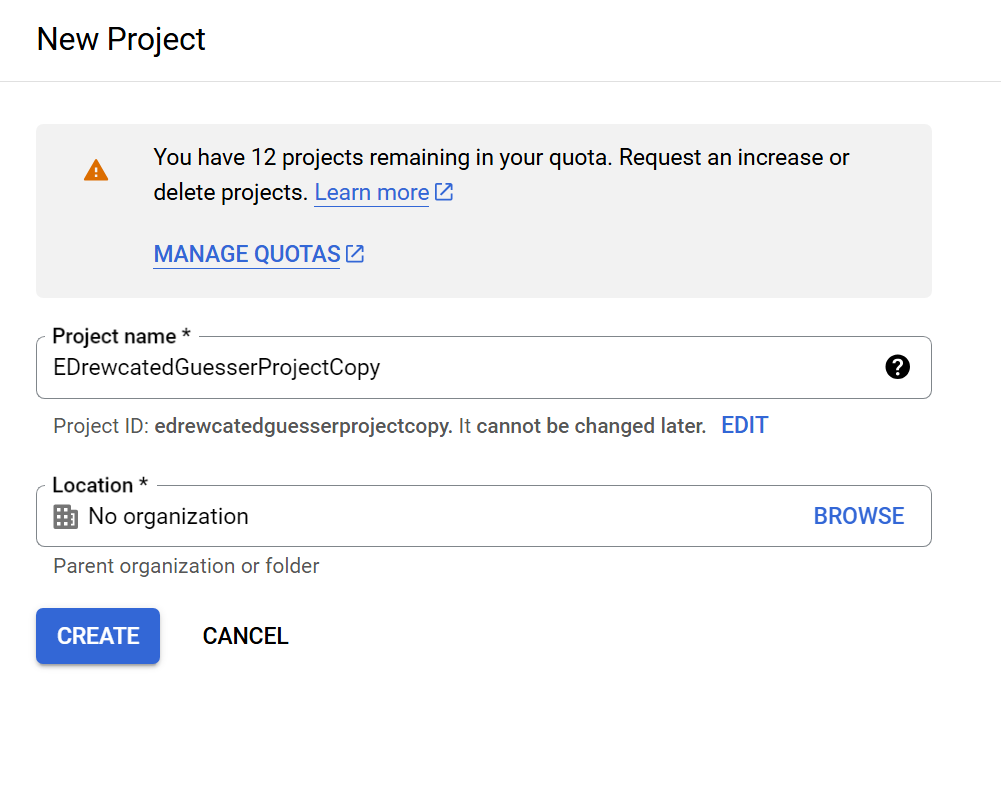 New Project
You have 12 projects remaining in your quota. Request an increase or
delete projects. Learn more
MANAGE QUOTAS
Project name *
EDrewcatedGuesserProjectCopy
Project ID: edrewcatedguesserprojectcopy. It cannot be changed later. EDIT
Location *
No organization BROWSE
Parent organization or folder
CREATE CANCEL